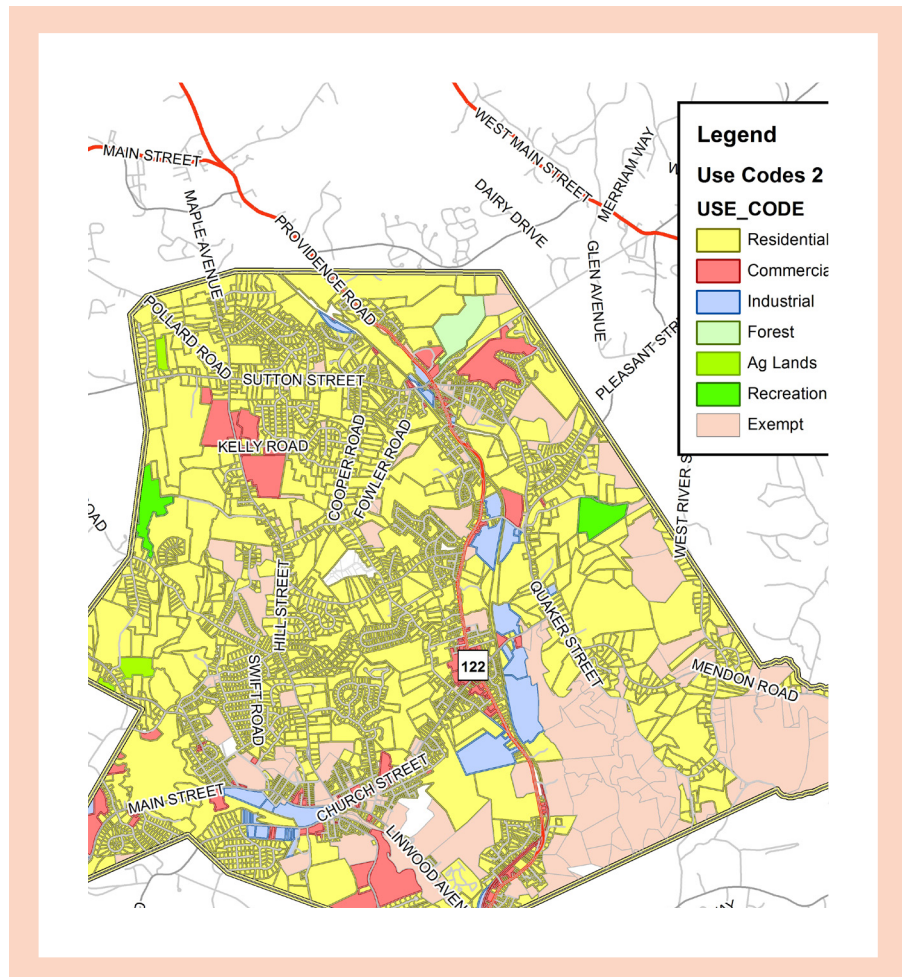 WEST MAIN STREET
MERRIAM WAY
MAIN STREET
DAIRY DRIVE
MAPLE AVENUE
PROVIDENCE ROAD
GLEN AVENUE
Legend
Use Codes 2
USE_CODE
Residential
Commercia
Industrial
Forest
Ag Lands
Recreation
Exempt
POLLARD ROAD
PLEASANT STR
SUTTON STREET
KELLY ROAD
COOPER ROAD
FOWLER ROAD
OAD
WEST RIVER S
HILL STREET
QUAKER STREET
122
SWIFT ROAD
MENDON ROAD
MAIN STREET
CHURCH STREET
LINWOOD AVEN